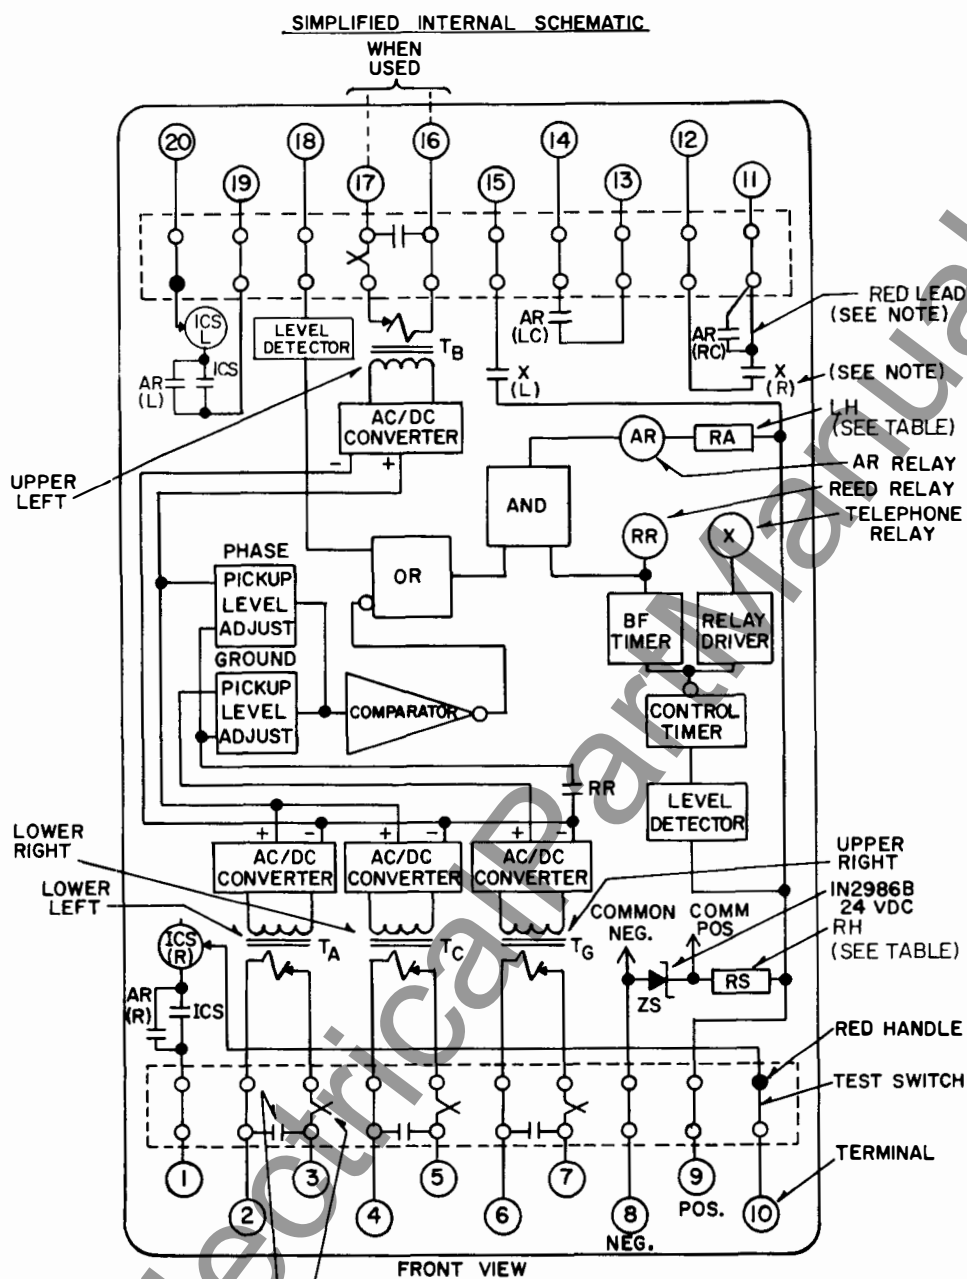 SIMPLIFIED INTERNAL SCHEMATIC
WHEN
USED
20
18
16
14
12
19
17
15
13
11
ICS
L
ICS
AR
(L)
LEVEL
DETECTOR
TB
AR
(LC)
AR
(RC)
RED LEAD
(SEE NOTE)
X
(L)
X
(R)
(SEE NOTE)
LH
(SEE TABLE)
AC/DC
CONVERTER
- +
UPPER
LEFT
AR
RA
AR RELAY
REED RELAY
TELEPHONE
RELAY
AND
RR
X
PHASE
PICKUP
LEVEL
ADJUST
OR
BF
TIMER
RELAY
DRIVER
GROUND
PICKUP
LEVEL
ADJUST
COMPARATOR
CONTROL
TIMER
RR
LEVEL
DETECTOR
LOWER
RIGHT
LOWER
LEFT
+ -
AC/DC
CONVERTER
+ -
AC/DC
CONVERTER
+ -
AC/DC
CONVERTER
UPPER
RIGHT
IN2986B
24 VDC
RH
(SEE TABLE)
COMMON
NEG.
COMM
POS
TA
TC
TG
ICS
(R)
ZS
RS
AR
(R)
ICS
RED HANDLE
TEST SWITCH
TERMINAL
1
3
5
7
9
2
4
6
8
10
POS.
NEG.
FRONT VIEW
ElectricalPartManual